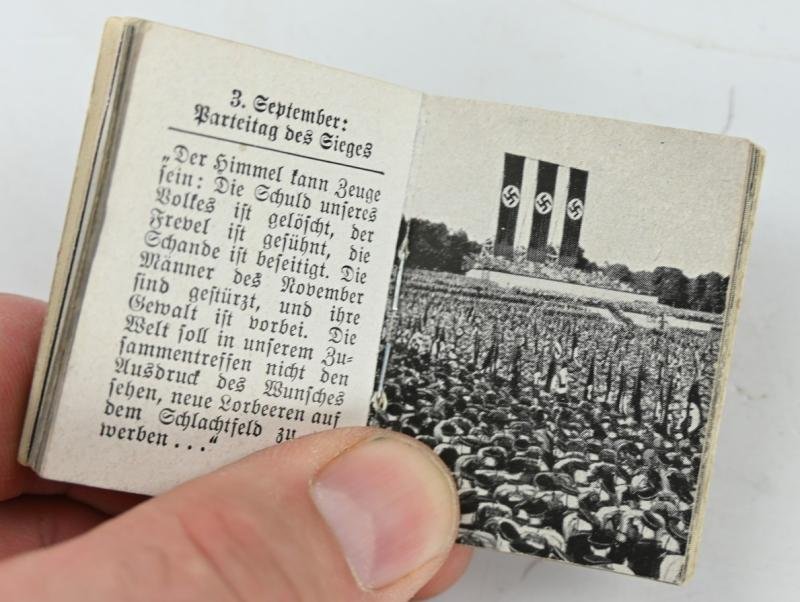 3. September:
Parteitag des Sieges
„Der Himmel kann Zeuge
sein: Die Schuld unseres
Volkes ist gelöscht, der
Frevel ist gesühnt, die
Schande ist beseitigt. Die
Männer des November
sind gestürzt, und ihre
Gewalt ist vorbei. Die
Welt soll in unserem Zu-
sammentreffen nicht den
Ausdruck des Wunsches
sehen, neue Lorbeeren auf
dem Schlachtfeld zu
werben . . .“